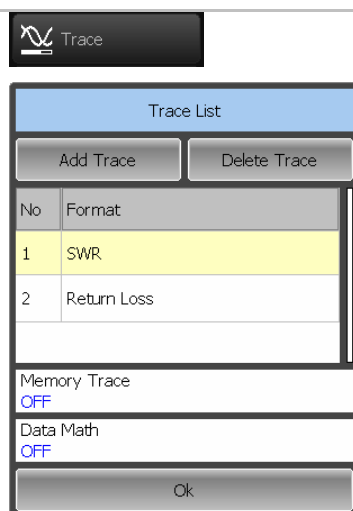 Trace
Trace List
Add Trace Delete Trace
No Format
1 SWR
2 Return Loss
Memory Trace
OFF
Data Math
OFF
Ok